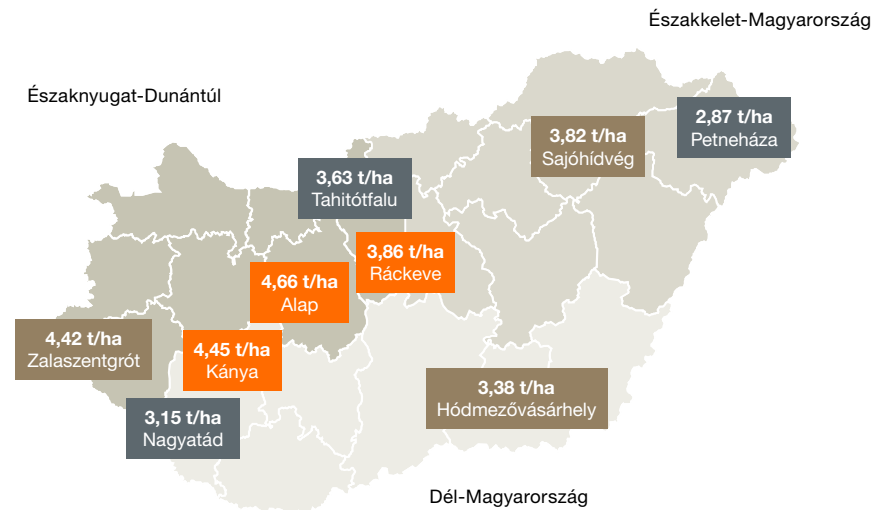 Északkelet-Magyarország
Északnyugat-Dunántúl
2,87 t/ha
Petneháza
3,82 t/ha
Sajóhídvég
3,63 t/ha
Tahitótfalu
3,86 t/ha
Ráckeve
4,66 t/ha
Alap
4,42 t/ha
Zalaszentgrót
4,45 t/ha
Kánya
3,38 t/ha
Hódmezővásárhely
3,15 t/ha
Nagyatád
Dél-Magyarország